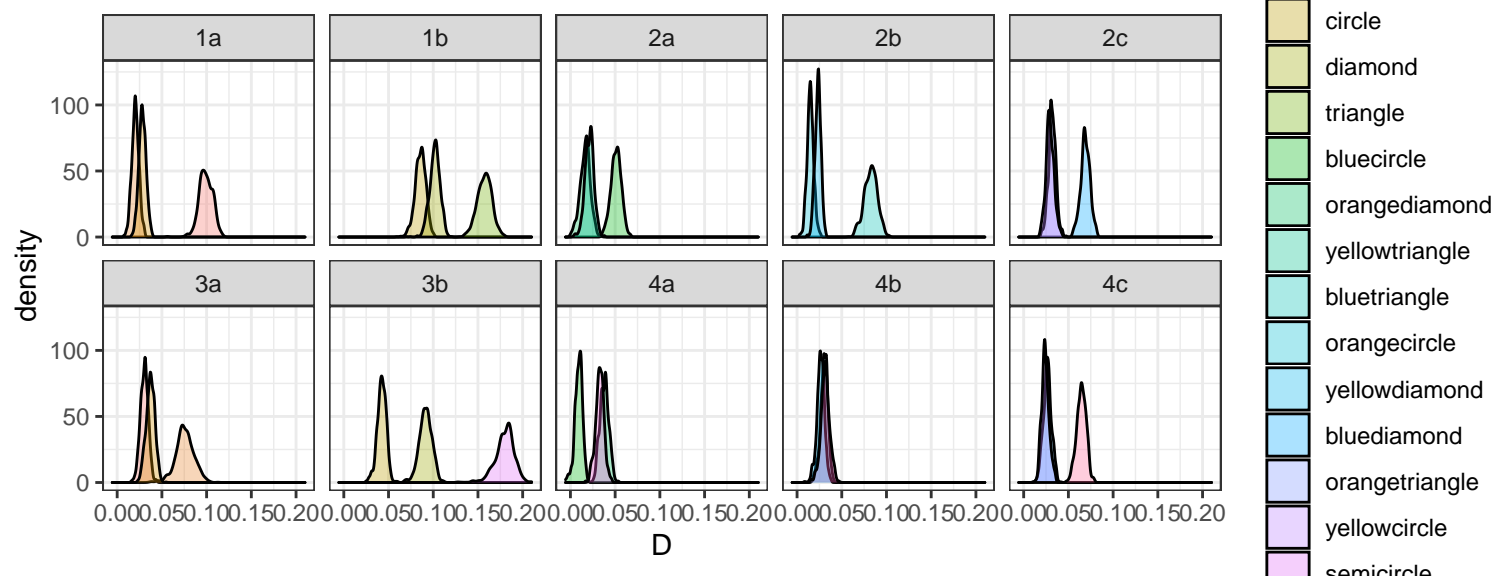 1a 1b 2a 2b 2c
100
50
0
3a 3b 4a 4b 4c
100
50
0
0.000.050.100.150.200.000.050.100.150.200.000.050.100.150.200.000.050.100.150.200.000.050.100.150.20
density
D
circle
diamond
triangle
bluecircle
orangediamond
yellowtriangle
bluetriangle
orangecircle
yellowdiamond
bluediamond
orangetriangle
yellowcircle
semicircle